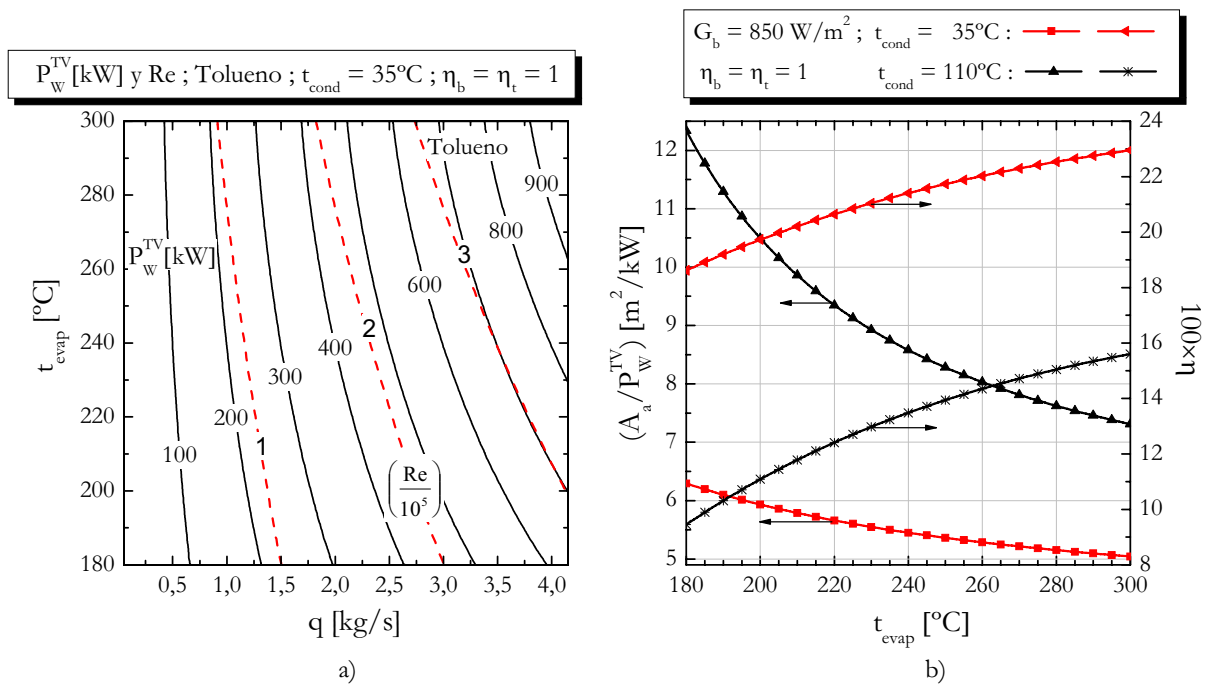 P_W^TV[kW] y Re ; Tolueno ; t_cond = 35ºC ; η_b = η_t = 1
300
280
260
240
220
200
180
t_evap [ºC]
0,5 1,0 1,5 2,0 2,5 3,0 3,5 4,0
q [kg/s]
Tolueno
P_W^TV[kW]
100
200
300
400
600
800
900
1
2
3
(Re/10^5)
a)
G_b = 850 W/m^2 ; t_cond = 35ºC :
η_b = η_t = 1 t_cond = 110ºC :
12
11
10
9
8
7
6
5
(A_a/P_W^TV) [m^2/kW]
24
22
20
18
16
14
12
10
8
100×η
180 200 220 240 260 280 300
t_evap [ºC]
b)